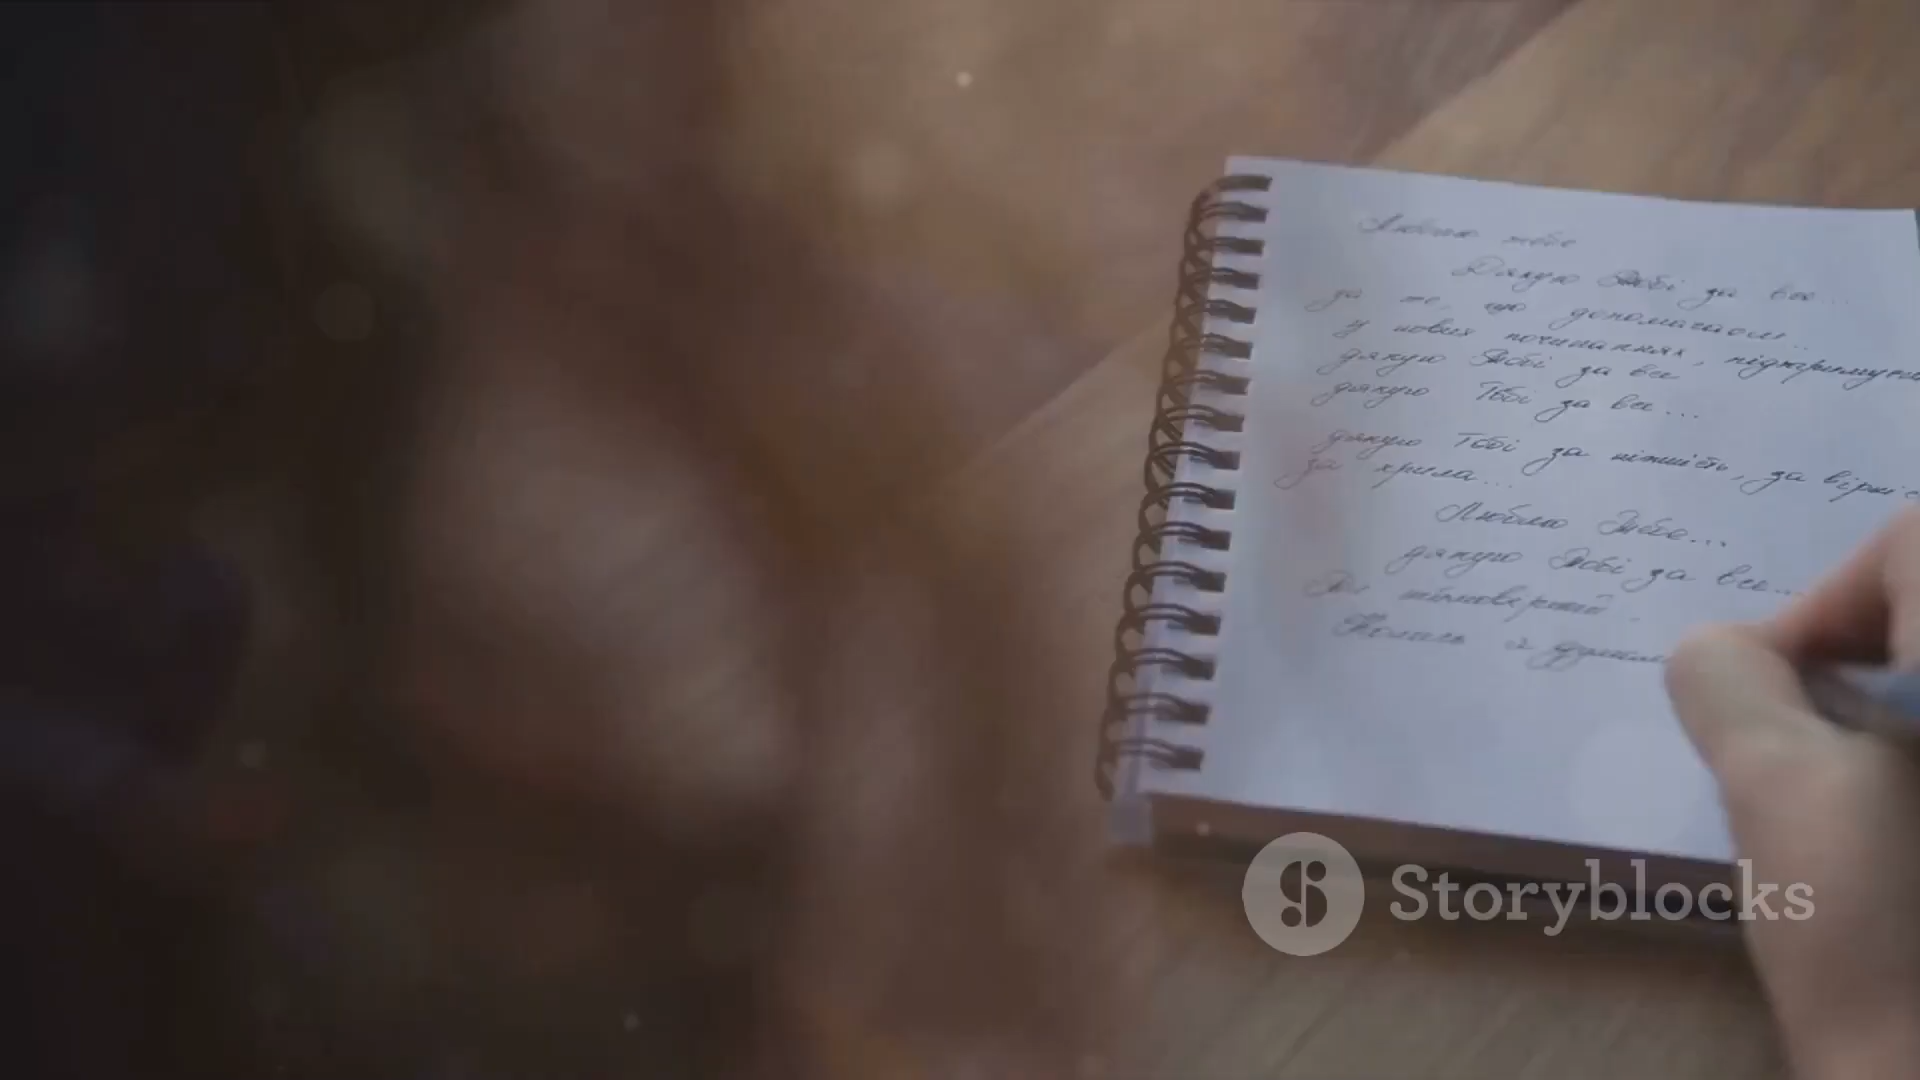 Люблю тебе
Дякую Тобі за все...
за те, що допомагаєш..
у нових починаннях, підтримуєш
дякую Тобі за все
дякую Тобі за все...
дякую Тобі за ніжність, за вірніс
за крила...
Люблю Тебе...
дякую Тобі за все...
Storyblocks